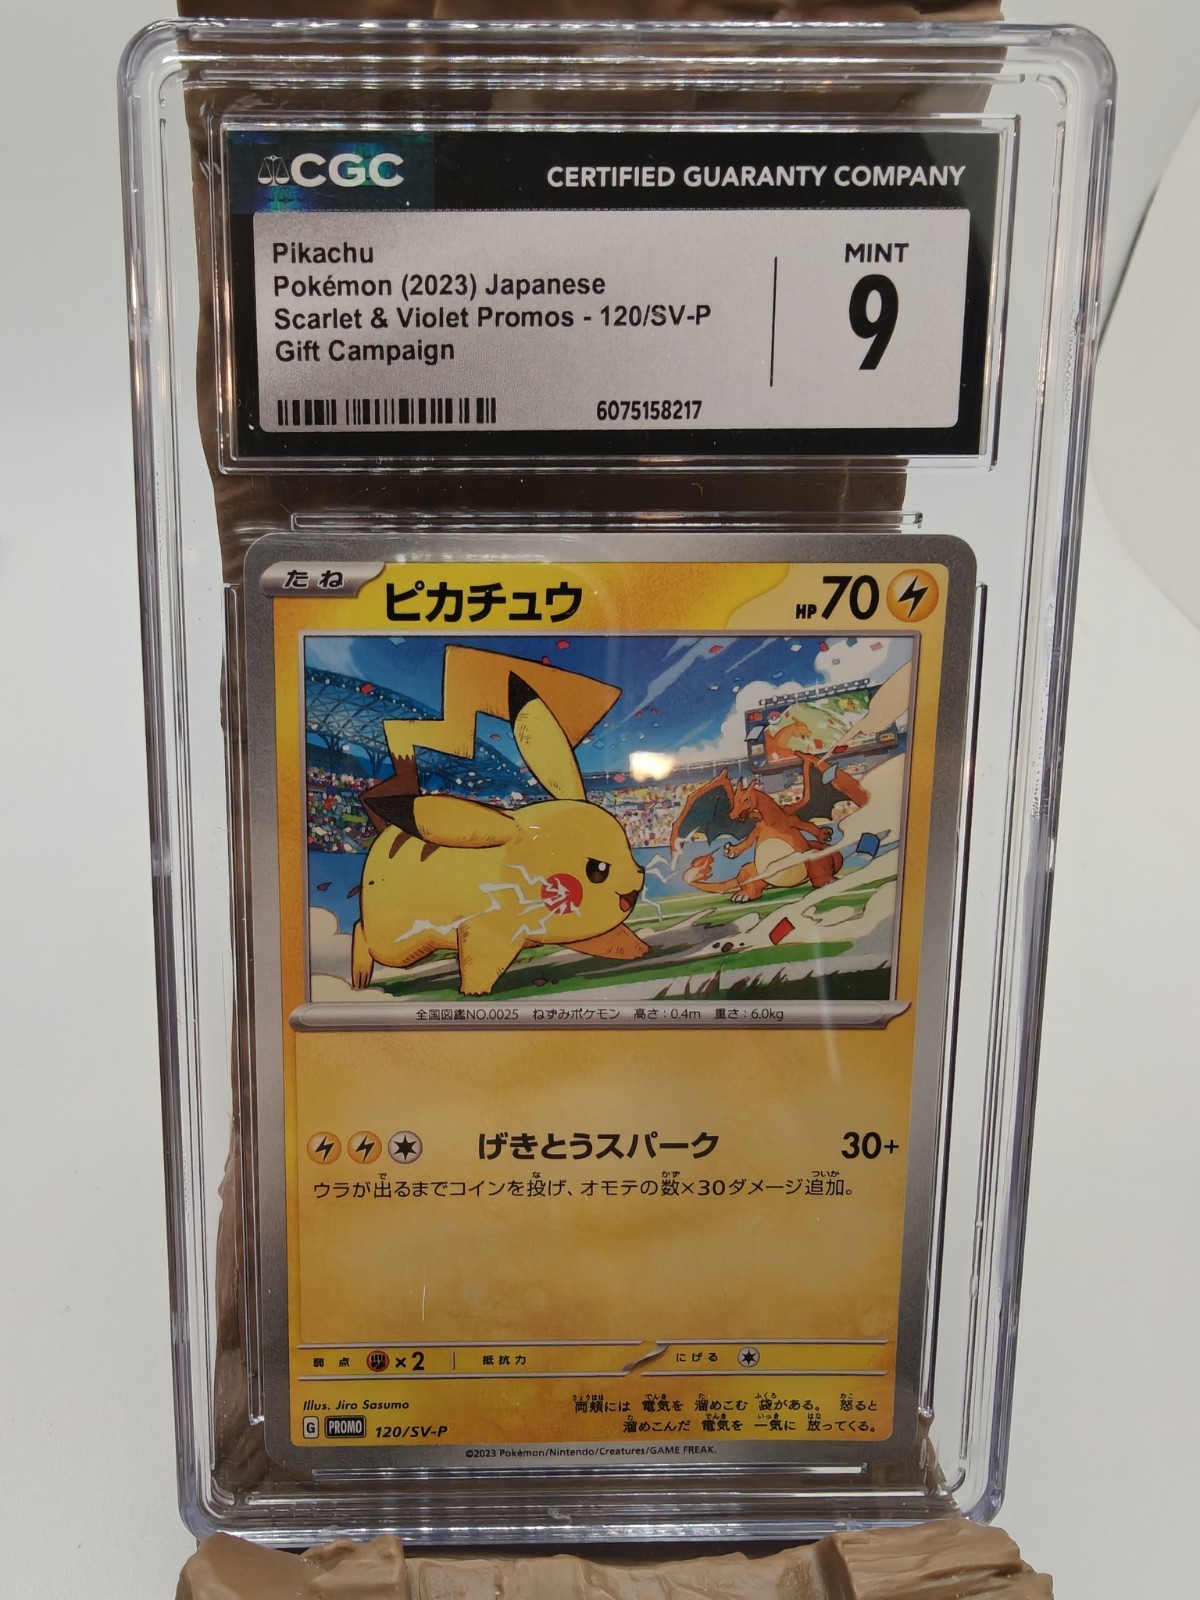 CGC
CERTIFIED GUARANTY COMPANY
Pikachu
Pokémon (2023) Japanese
Scarlet & Violet Promos - 120/SV-P
Gift Campaign
MINT
9
6075158217
たね
ピカチュウ
HP70
全国図鑑NO.0025 ねずみポケモン 高さ:0.4m 重さ:6.0kg
げきとうスパーク 30+
ウラが出るまでコインを投げ、オモテの数×30ダメージ追加。
弱点 ×2 抵抗力 にげる
Illus. Jiro Sasumo
両頬には 電気を 溜めこむ 袋がある。 怒ると
溜めこんだ 電気を 一気に 放ってくる。
G PROMO 120/SV-P
©2023 Pokémon/Nintendo/Creatures/GAME FREAK.